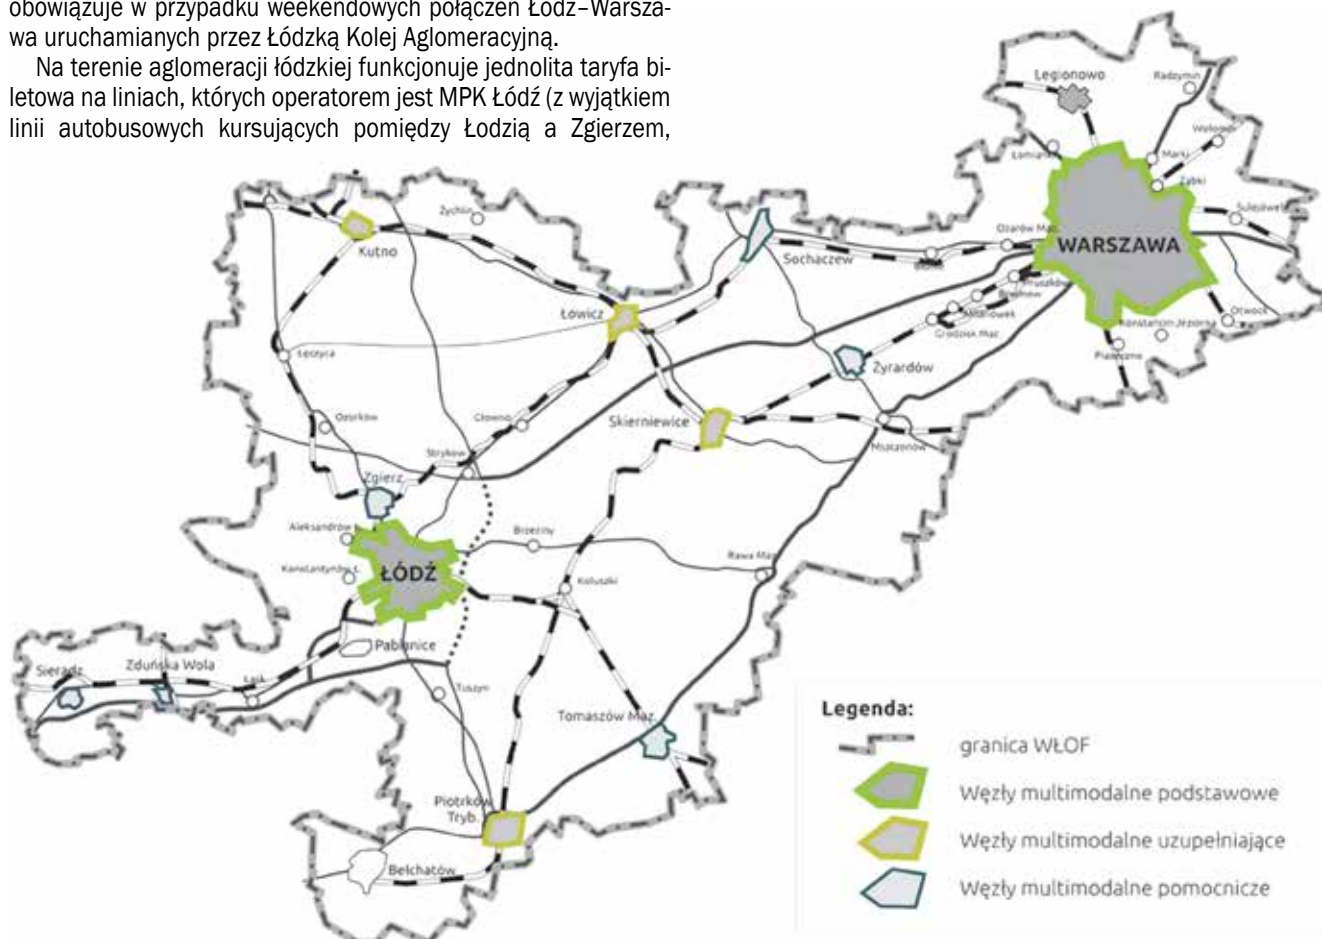 obowiązuje w przypadku weekendowych połączeń Łódź–Warsza-
wa uruchamianych przez Łódzką Kolej Aglomeracyjną.
Na terenie aglomeracji łódzkiej funkcjonuje jednolita taryfa bi-
letowa na liniach, których operatorem jest MPK Łódź (z wyjątkiem
linii autobusowych kursujących pomiędzy Łodzią a Zgierzem,
Legionowo
Radzymin
Wołomin
Łomianki
Marki
Ząbki
Sulejówek
Ożarów Maz.
WARSZAWA
Żychlin
Kutno
Sochaczew
Błonie
Pruszków
Grodzisk Maz.
Konstancin Jeziorna
Otwock
Piaseczno
Łowicz
Łęczyca
Żyrardów
Ozorków
Głowno
Skierniewice
Mszczonów
Stryków
Zgierz
Aleksandrów Ł.
Brzeziny
Rawa Maz.
Konstantynów Ł.
ŁÓDŹ
Koluszki
Pabianice
Sieradz
Zduńska Wola
Łask
Tuszyn
Tomaszów Maz.
Piotrków
Tryb.
Bełchatów
Legenda:
granica WŁOF
Węzły multimodalne podstawowe
Węzły multimodalne uzupełniające
Węzły multimodalne pomocnicze